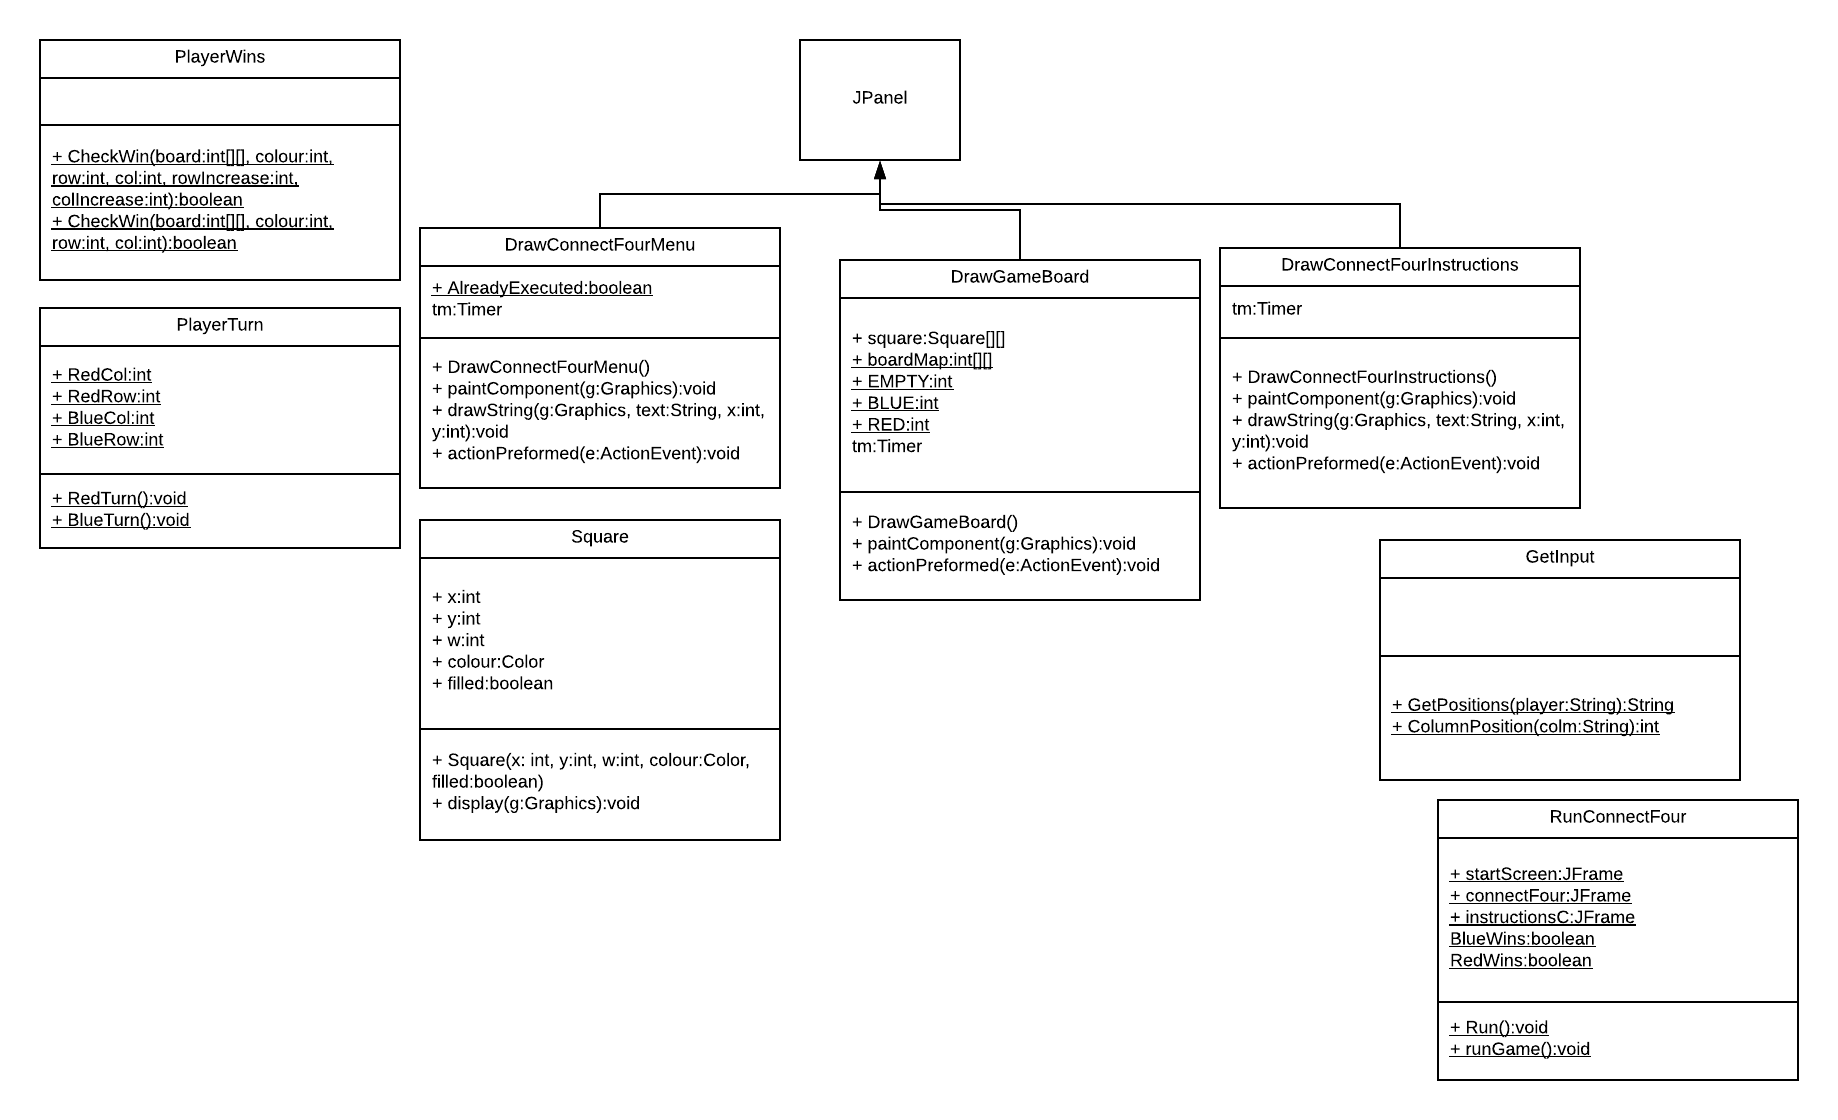 PlayerWins
+ CheckWin(board:int[][], colour:int,
row:int, col:int, rowIncrease:int,
colIncrease:int):boolean
+ CheckWin(board:int[][], colour:int,
row:int, col:int):boolean
PlayerTurn
+ RedCol:int
+ RedRow:int
+ BlueCol:int
+ BlueRow:int
+ RedTurn():void
+ BlueTurn():void
JPanel
DrawConnectFourMenu
+ AlreadyExecuted:boolean
tm:Timer
+ DrawConnectFourMenu()
+ paintComponent(g:Graphics):void
+ drawString(g:Graphics, text:String, x:int,
y:int):void
+ actionPreformed(e:ActionEvent):void
Square
+ x:int
+ y:int
+ w:int
+ colour:Color
+ filled:boolean
+ Square(x: int, y:int, w:int, colour:Color,
filled:boolean)
+ display(g:Graphics):void
DrawGameBoard
+ square:Square[][]
+ boardMap:int[][]
+ EMPTY:int
+ BLUE:int
+ RED:int
tm:Timer
+ DrawGameBoard()
+ paintComponent(g:Graphics):void
+ actionPreformed(e:ActionEvent):void
DrawConnectFourInstructions
tm:Timer
+ DrawConnectFourInstructions()
+ paintComponent(g:Graphics):void
+ drawString(g:Graphics, text:String, x:int,
y:int):void
+ actionPreformed(e:ActionEvent):void
GetInput
+ GetPositions(player:String):String
+ ColumnPosition(colm:String):int
RunConnectFour
+ startScreen:JFrame
+ connectFour:JFrame
+ instructionsC:JFrame
BlueWins:boolean
RedWins:boolean
+ Run():void
+ runGame():void